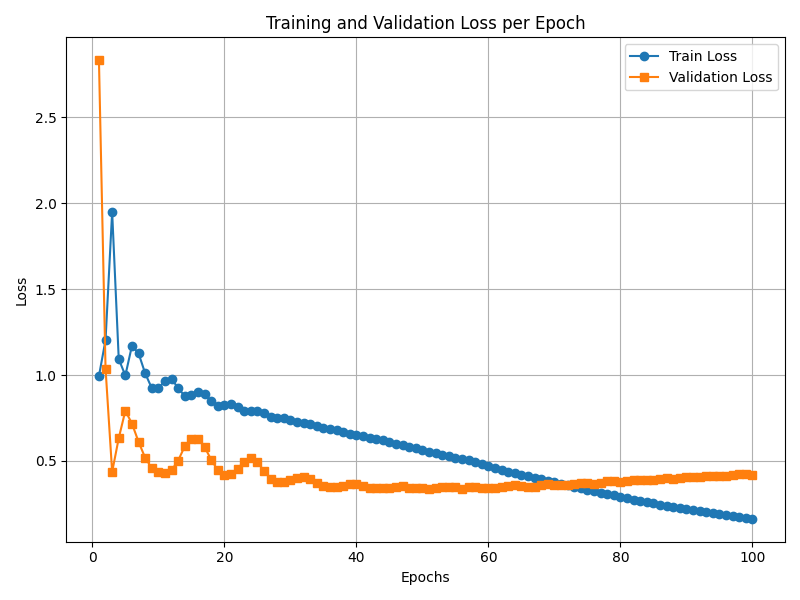 Training and Validation Loss per Epoch
Train Loss
Validation Loss
2.5
2.0
1.5
1.0
0.5
Loss
0 20 40 60 80 100
Epochs